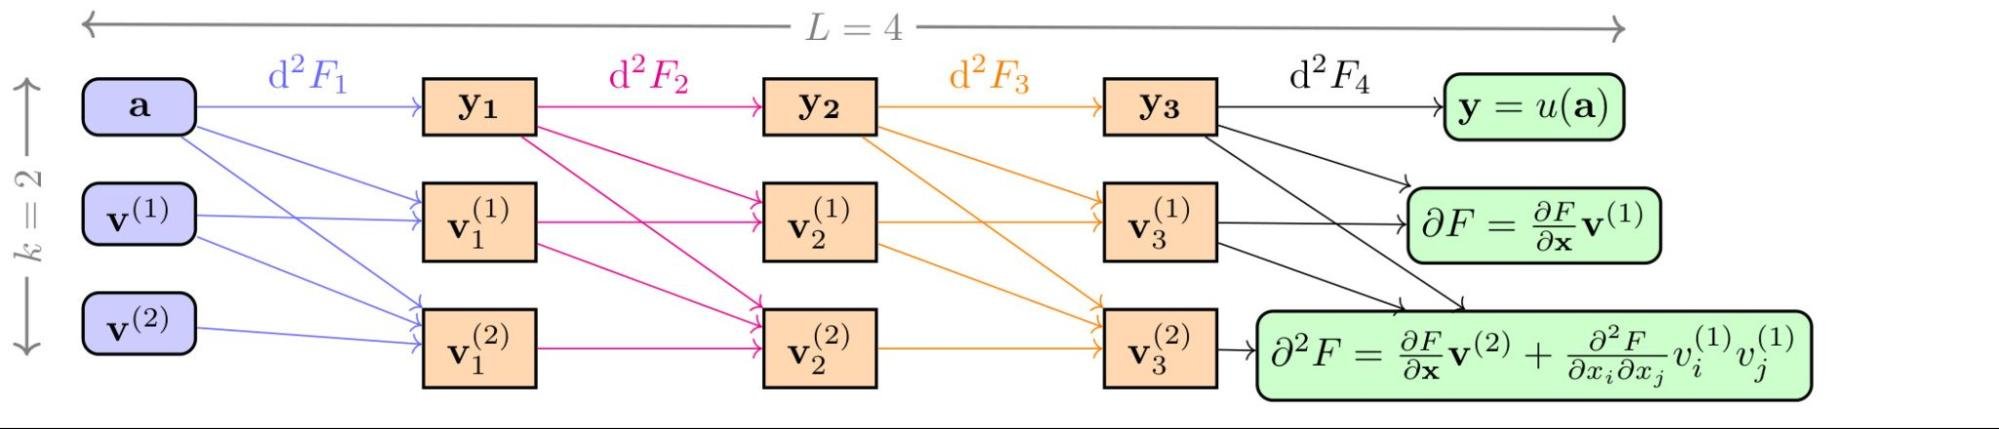 L = 4
k = 2
d²F₁ d²F₂ d²F₃ d²F₄
a y₁ y₂ y₃ y = u(a)
v⁽¹⁾ v₁⁽¹⁾ v₂⁽¹⁾ v₃⁽¹⁾ ∂F = ∂F/∂x v⁽¹⁾
v⁽²⁾ v₁⁽²⁾ v₂⁽²⁾ v₃⁽²⁾ ∂²F = ∂F/∂x v⁽²⁾ + ∂²F/∂xᵢ∂xⱼ vᵢ⁽¹⁾ vⱼ⁽¹⁾